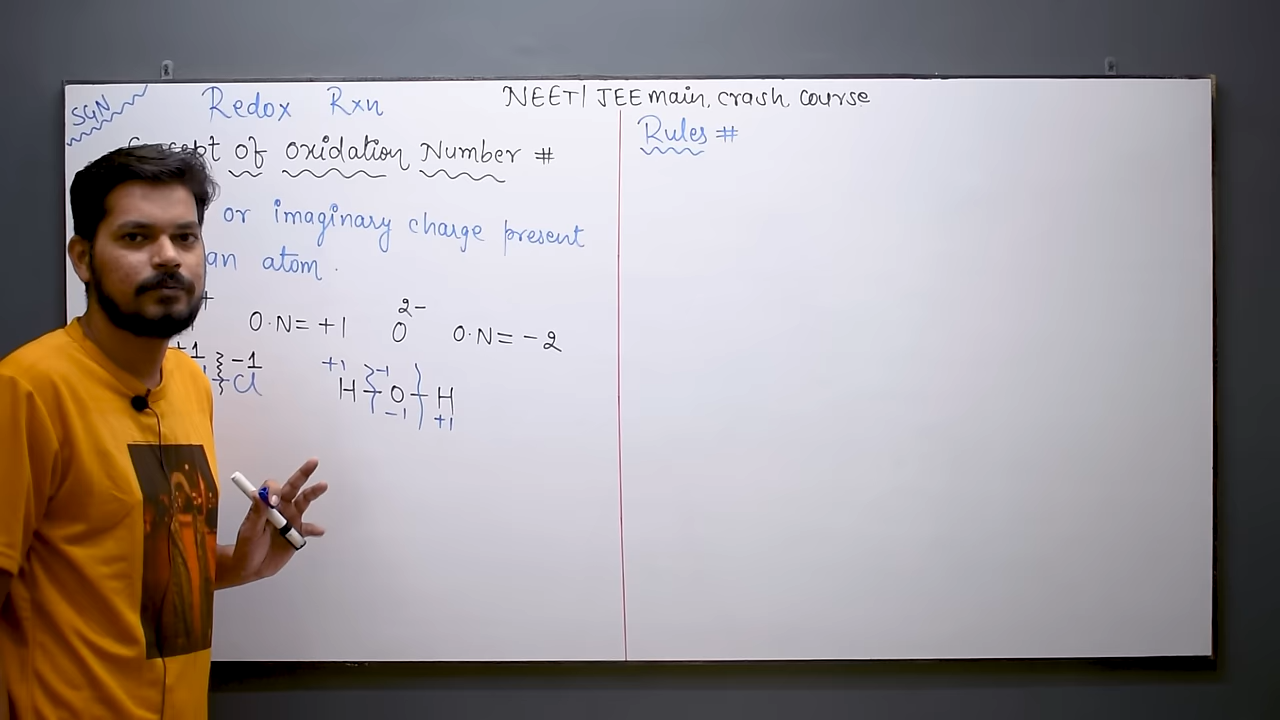 SGN
Redox Rxn
NEET/ JEE main, crash course
of oxidation Number #
or imaginary charge present
an atom.
O.N = +1 O 2- O.N = -2
+1 -1 Cl
+1 H -1 O -1 H +1
Rules #